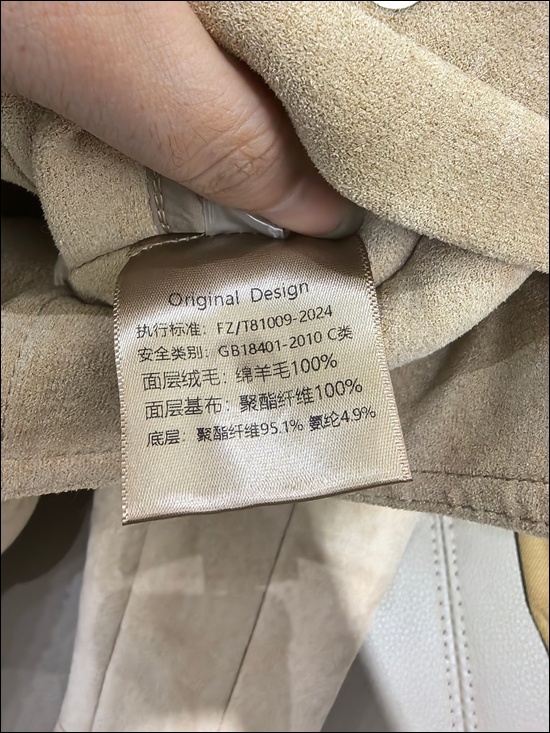 Original Design
执行标准：FZ/T81009-2024
安全类别：GB18401-2010 C类
面层绒毛：绵羊毛100%
面层基布：聚酯纤维100%
底层：聚酯纤维95.1% 氨纶4.9%